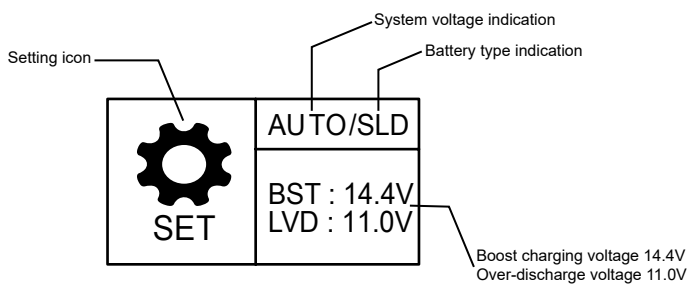 System voltage indication
Battery type indication
Setting icon
AUTO/SLD
BST : 14.4V
LVD : 11.0V
SET
Boost charging voltage 14.4V
Over-discharge voltage 11.0V